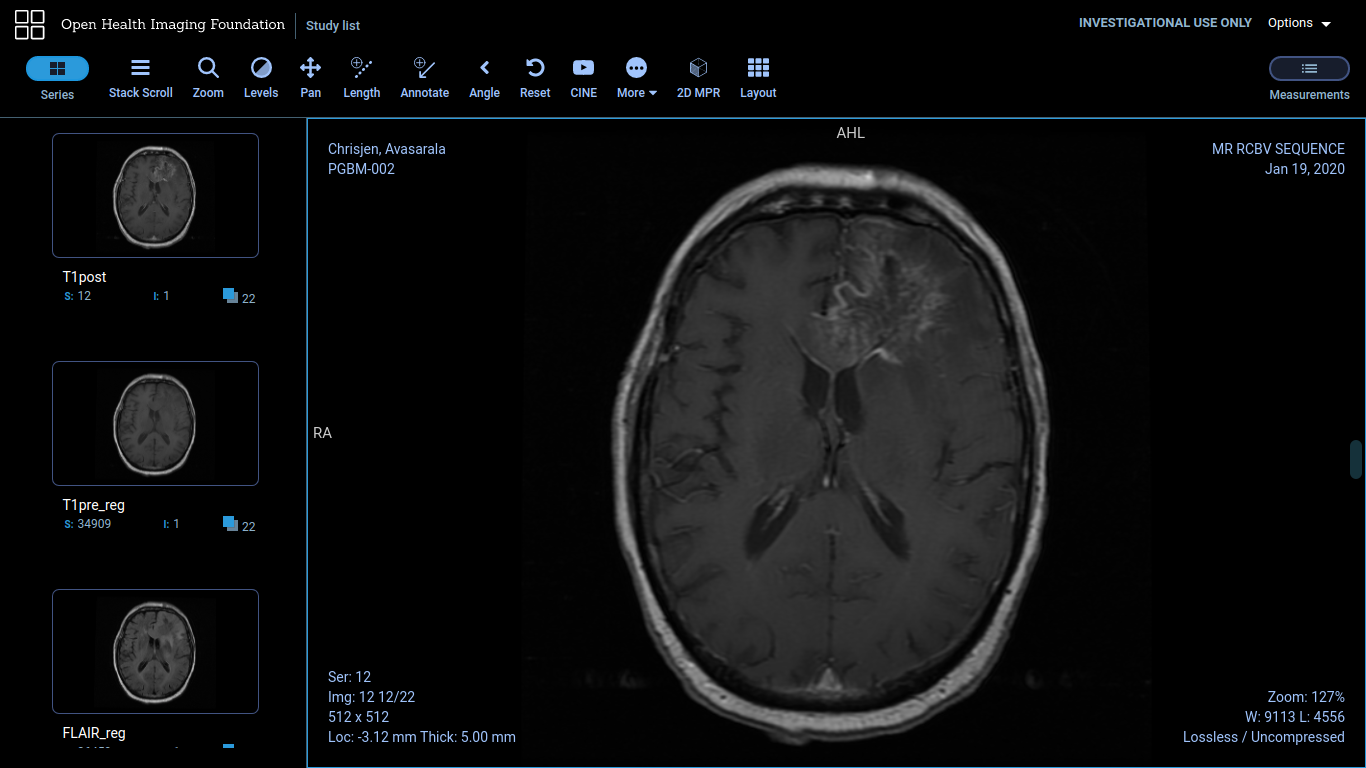 Open Health Imaging Foundation
Study list
INVESTIGATIONAL USE ONLY
Options
Series
Stack Scroll
Zoom
Levels
Pan
Length
Annotate
Angle
Reset
CINE
More
2D MPR
Layout
Measurements
T1post
S: 12 I: 1 22
T1pre_reg
S: 34909 I: 1 22
FLAIR_reg
AHL
Chrisjen, Avasarala
PGBM-002
MR RCBV SEQUENCE
Jan 19, 2020
RA
Ser: 12
Img: 12 12/22
512 x 512
Loc: -3.12 mm Thick: 5.00 mm
Zoom: 127%
W: 9113 L: 4556
Lossless / Uncompressed